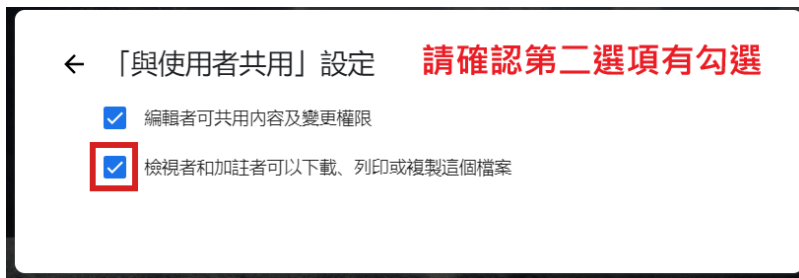 「與使用者共用」設定 請確認第二選項有勾選
編輯者可共用內容及變更權限
檢視者和加註者可以下載、列印或複製這個檔案